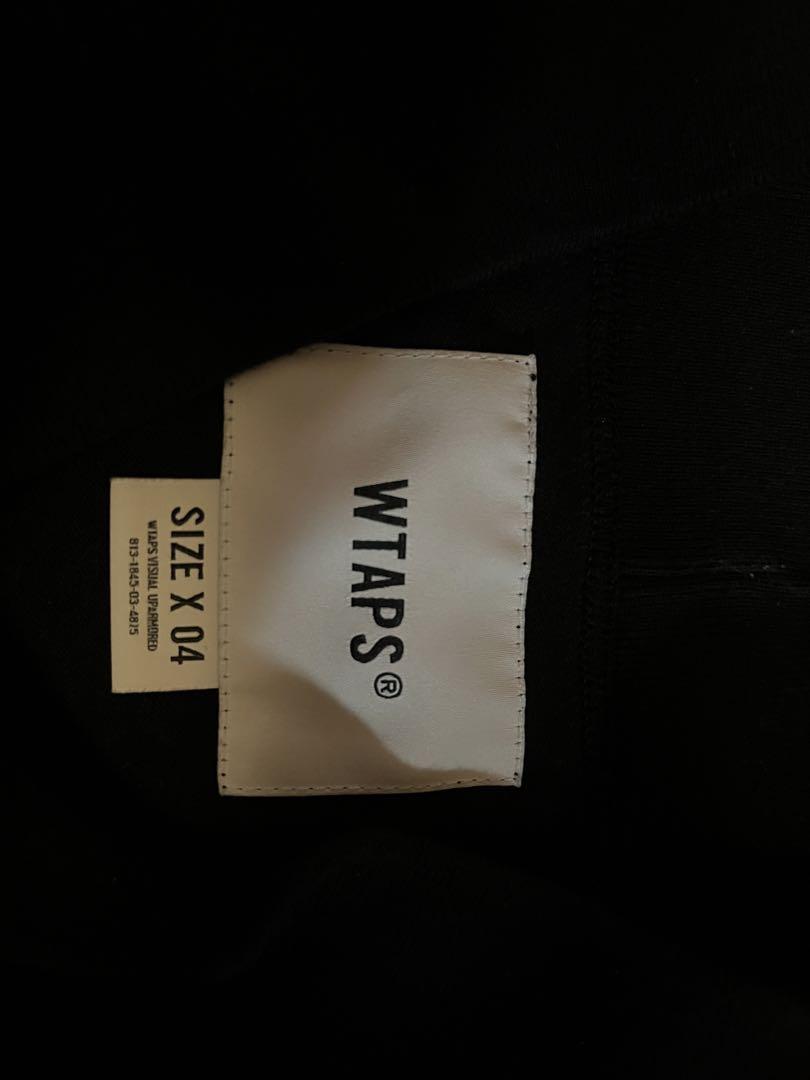 WTAPS®
SIZE X 04
WTAPS VISUAL UPARMORED
813-1845-03-4815